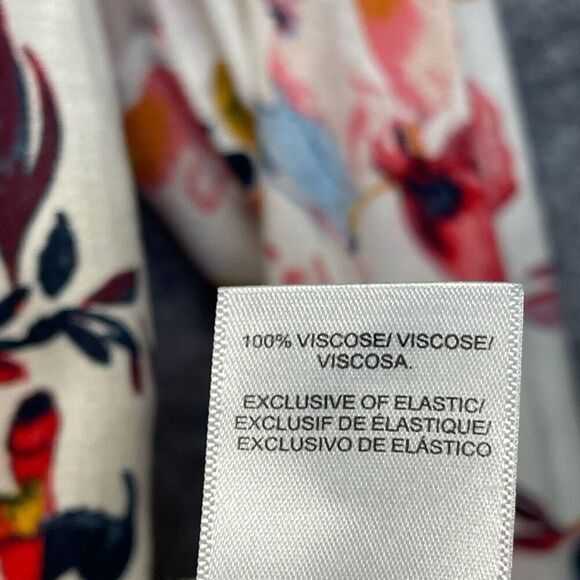 100% VISCOSE/ VISCOSE/
VISCOSA.
EXCLUSIVE OF ELASTIC/
EXCLUSIF DE ÉLASTIQUE/
EXCLUSIVO DE ELÁSTICO